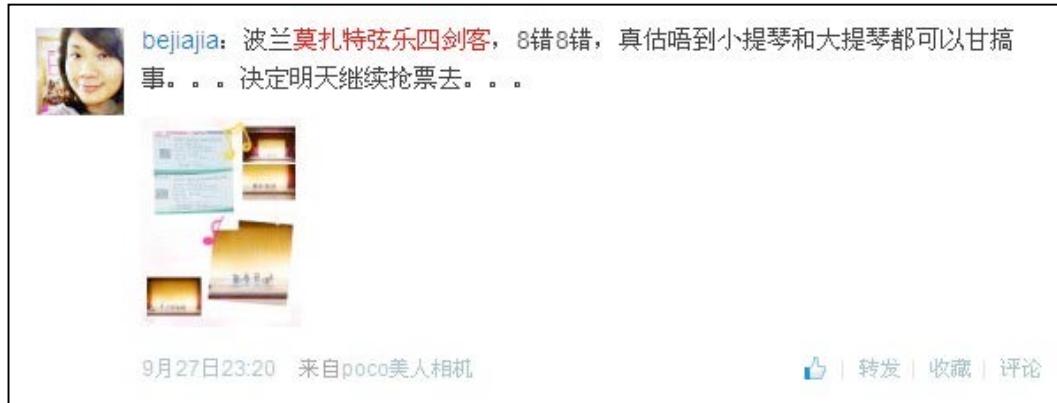 bejiajia：波兰莫扎特弦乐四剑客，8错8错，真估唔到小提琴和大提琴都可以甘搞
事。。。决定明天继续抢票去。。。
9月27日23:20 来自poco美人相机
转发 | 收藏 | 评论